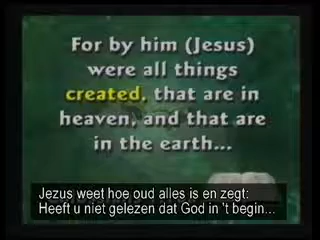 For by him (Jesus)
were all things
created, that are in
heaven, and that are
in the earth...
Jezus weet hoe oud alles is en zegt:
Heeft u niet gelezen dat God in 't begin...